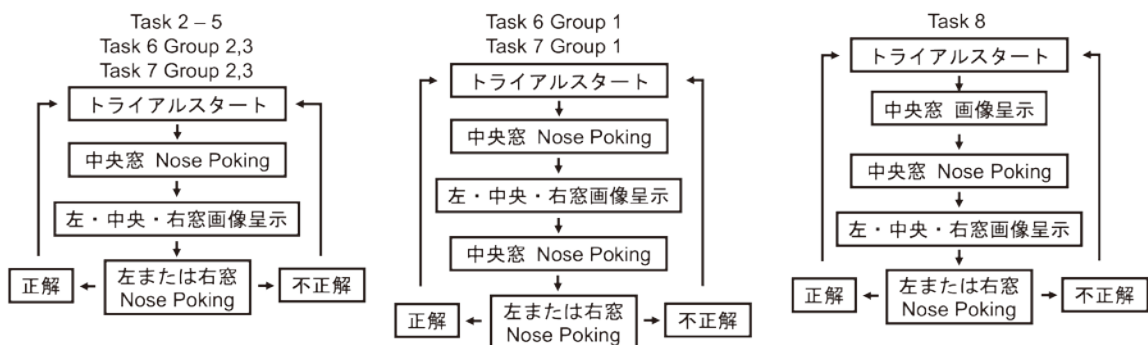 Task 2 – 5
Task 6 Group 2,3
Task 7 Group 2,3
トライアルスタート
中央窓 Nose Poking
左・中央・右窓画像呈示
正解
左または右窓
Nose Poking
不正解
Task 6 Group 1
Task 7 Group 1
トライアルスタート
中央窓 Nose Poking
左・中央・右窓画像呈示
中央窓 Nose Poking
正解
左または右窓
Nose Poking
不正解
Task 8
トライアルスタート
中央窓 画像呈示
中央窓 Nose Poking
左・中央・右窓画像呈示
正解
左または右窓
Nose Poking
不正解